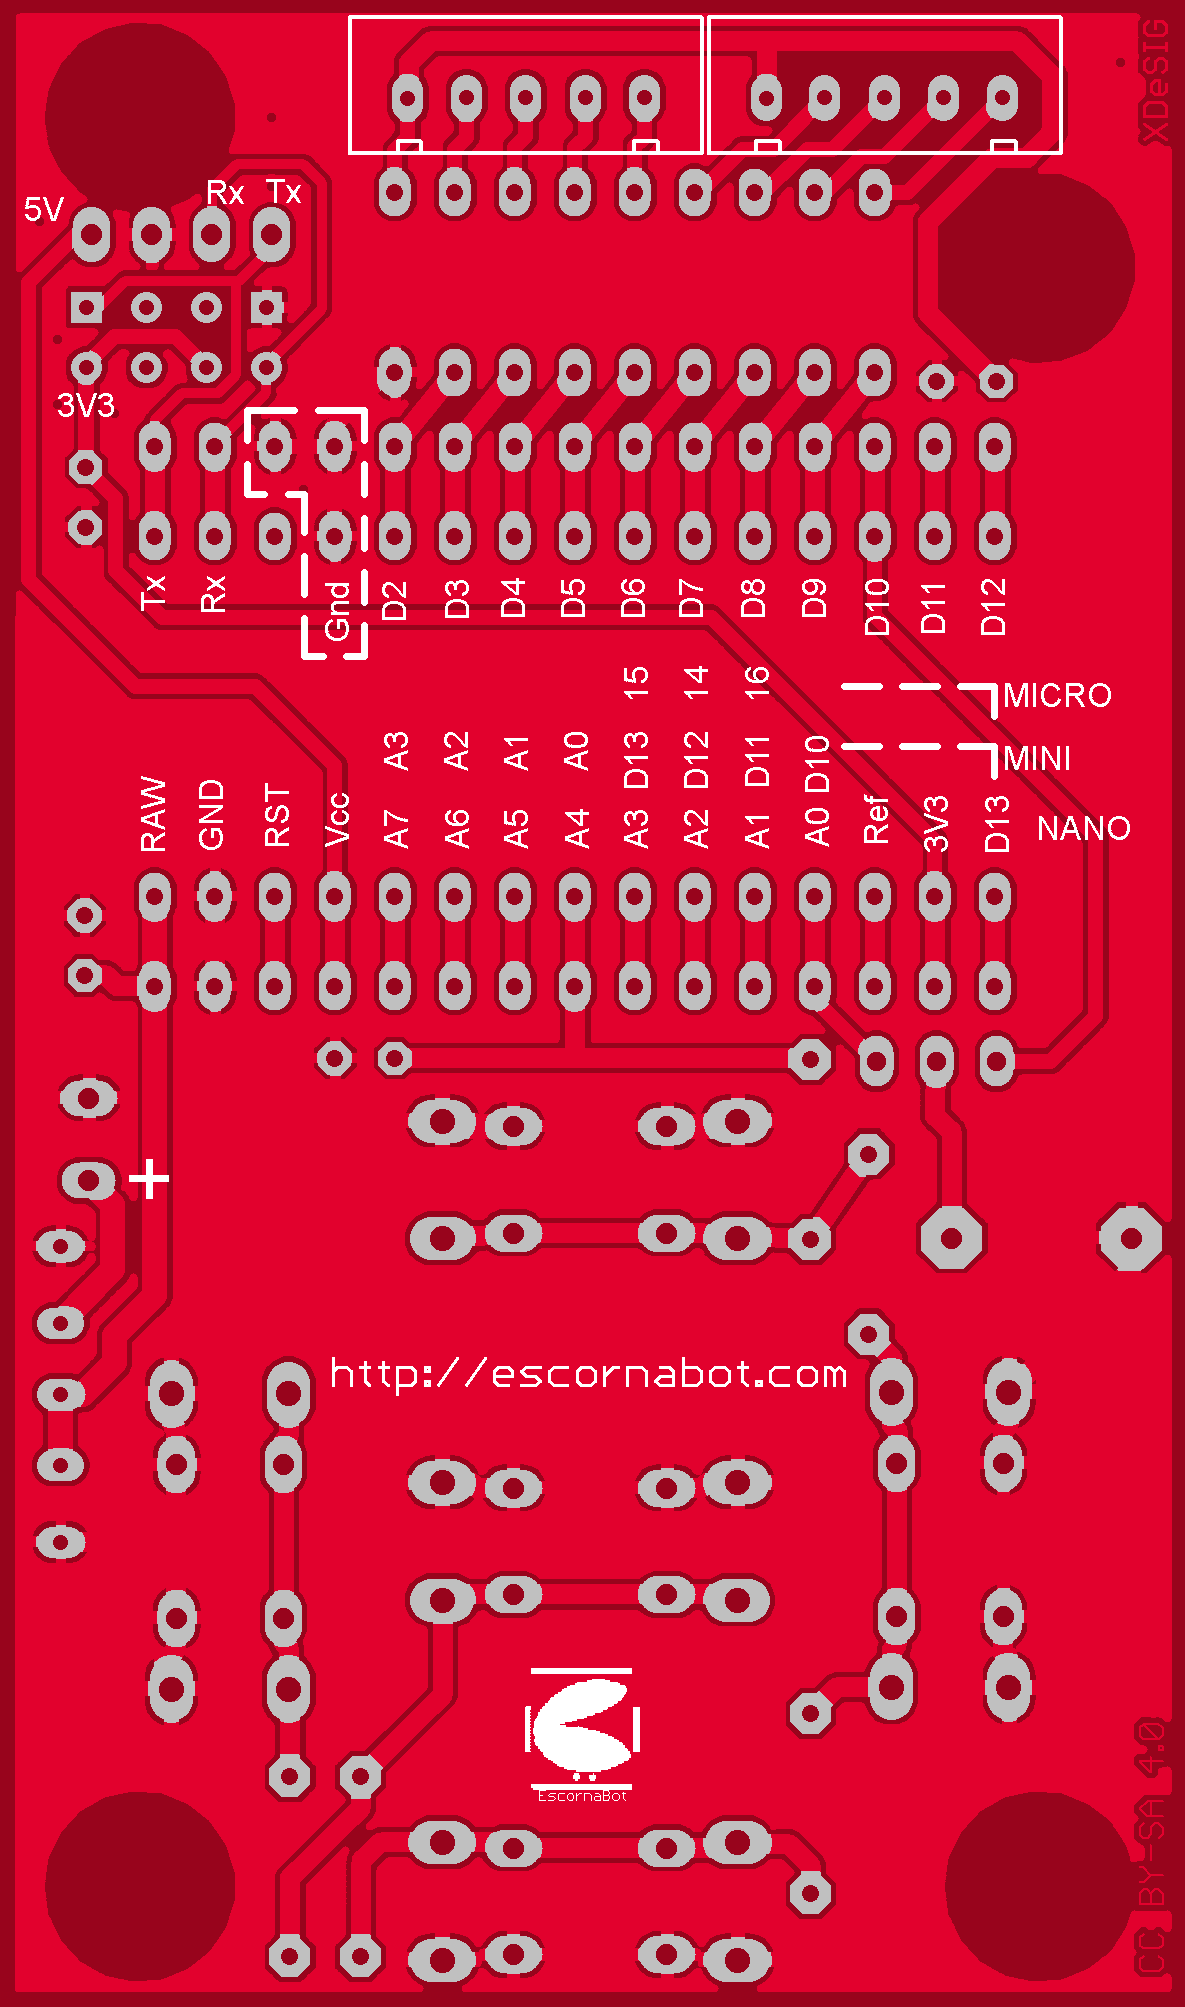 XDeSIG
5V Rx Tx
3V3
Tx Rx Gnd D2 D3 D4 D5 D6 D7 D8 D9 D10 D11 D12
15 14 16 MICRO
A3 A2 A1 A0 D13 D12 D11 D10 MINI
RAW GND RST Vcc A7 A6 A5 A4 A3 A2 A1 A0 Ref 3V3 D13 NANO
+
http://escornabot.com
EscornaBot
CC BY-SA 4.0